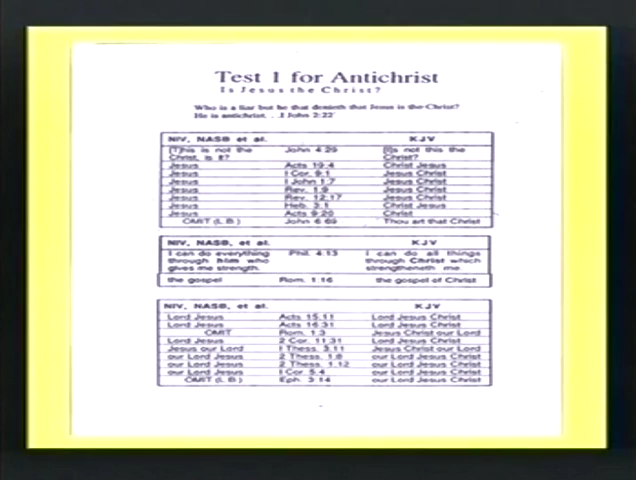 Test 1 for Antichrist
Is Jesus the Christ?
Who is a liar but he that denieth that Jesus is the Christ?
He is antichrist. . .I John 2:22
NIV, NASB et al. KJV
[T]his is not the John 4:29 [I]s not this the
Christ, is it? Christ?
Jesus Acts 19:4 Christ Jesus
Jesus I Cor. 9:1 Jesus Christ
Jesus I John 1:7 Jesus Christ
Jesus Rev. 1:9 Jesus Christ
Jesus Rev. 12:17 Jesus Christ
Jesus Heb. 3:1 Christ Jesus
Jesus Acts 9:20 Christ
OMIT (L.B.) John 6:69 Thou art that Christ
NIV, NASB, et al. KJV
I can do everything Phil. 4:13 I can do all things
through him who through Christ which
gives me strength. strengtheneth me.
the gospel Rom. 1:16 the gospel of Christ
NIV, NASB, et al. KJV
Lord Jesus Acts 15:11 Lord Jesus Christ
Lord Jesus Acts 16:31 Lord Jesus Christ
OMIT Rom. 1:3 Jesus Christ our Lord
Lord Jesus 2 Cor. 11:31 Lord Jesus Christ
Jesus our Lord I Thess. 3:11 Jesus Christ our Lord
our Lord Jesus 2 Thess. 1:8 our Lord Jesus Christ
our Lord Jesus 2 Thess. 1:12 our Lord Jesus Christ
our Lord Jesus I Cor. 5:4 our Lord Jesus Christ
OMIT (L.B.) Eph. 3:14 our Lord Jesus Christ